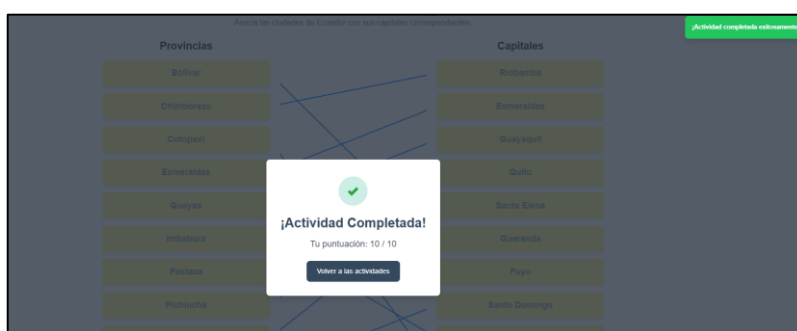 Asocia las ciudades de Ecuador con sus capitales correspondientes.
¡Actividad completada exitosamente
Provincias
Capitales
Bolívar
Riobamba
Chimborazo
Esmeraldas
Cotopaxi
Guayaquil
Esmeraldas
Quito
Guayas
Santa Elena
Imbabura
Guaranda
Pastaza
Puyo
Pichincha
Santo Domingo
¡Actividad Completada!
Tu puntuación: 10 / 10
Volver a las actividades